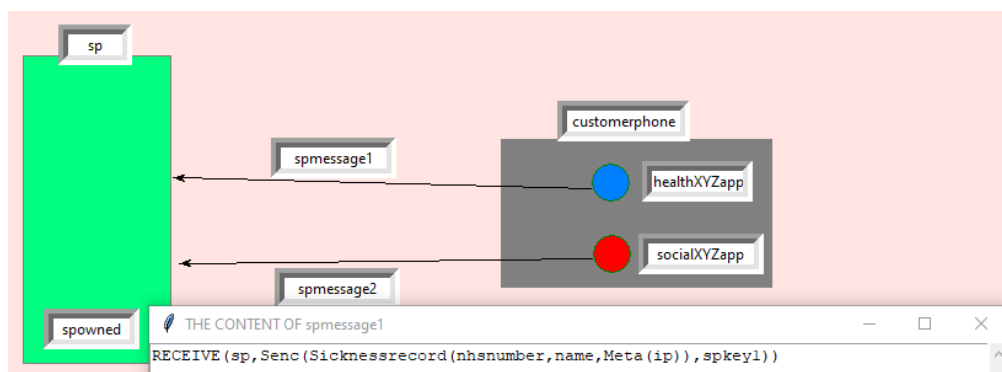 sp
customerphone
spmessage1
healthXYZapp
socialXYZapp
spmessage2
spowned
THE CONTENT OF spmessage1
RECEIVE(sp,Senc(Sicknessrecord(nhsnumber,name,Meta(ip)),spkey1))